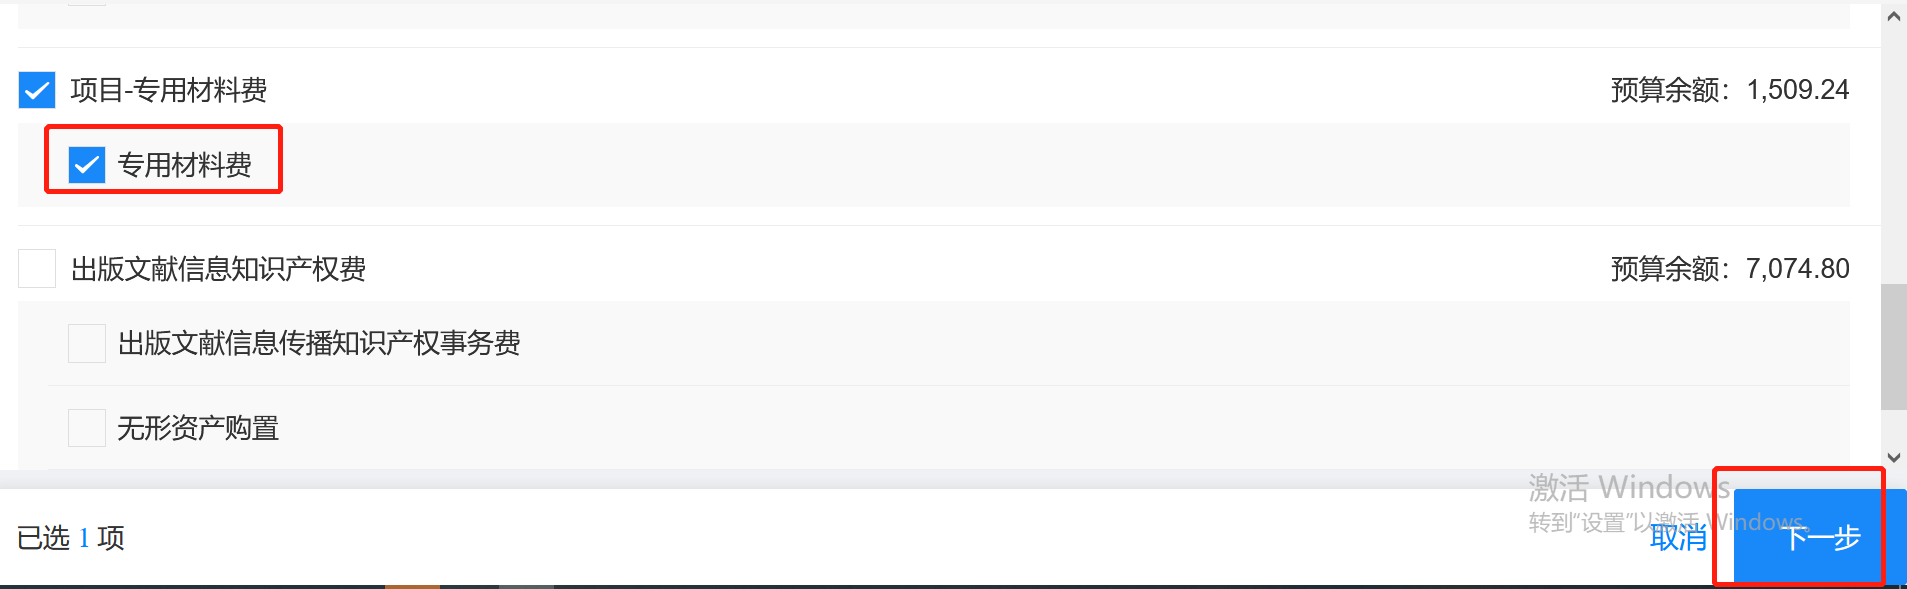 项目-专用材料费 预算余额：1,509.24
专用材料费
出版文献信息知识产权费 预算余额：7,074.80
出版文献信息传播知识产权事务费
无形资产购置
激活 Windows
转到“设置”以激活 Windows。
已选 1 项 取消 下一步